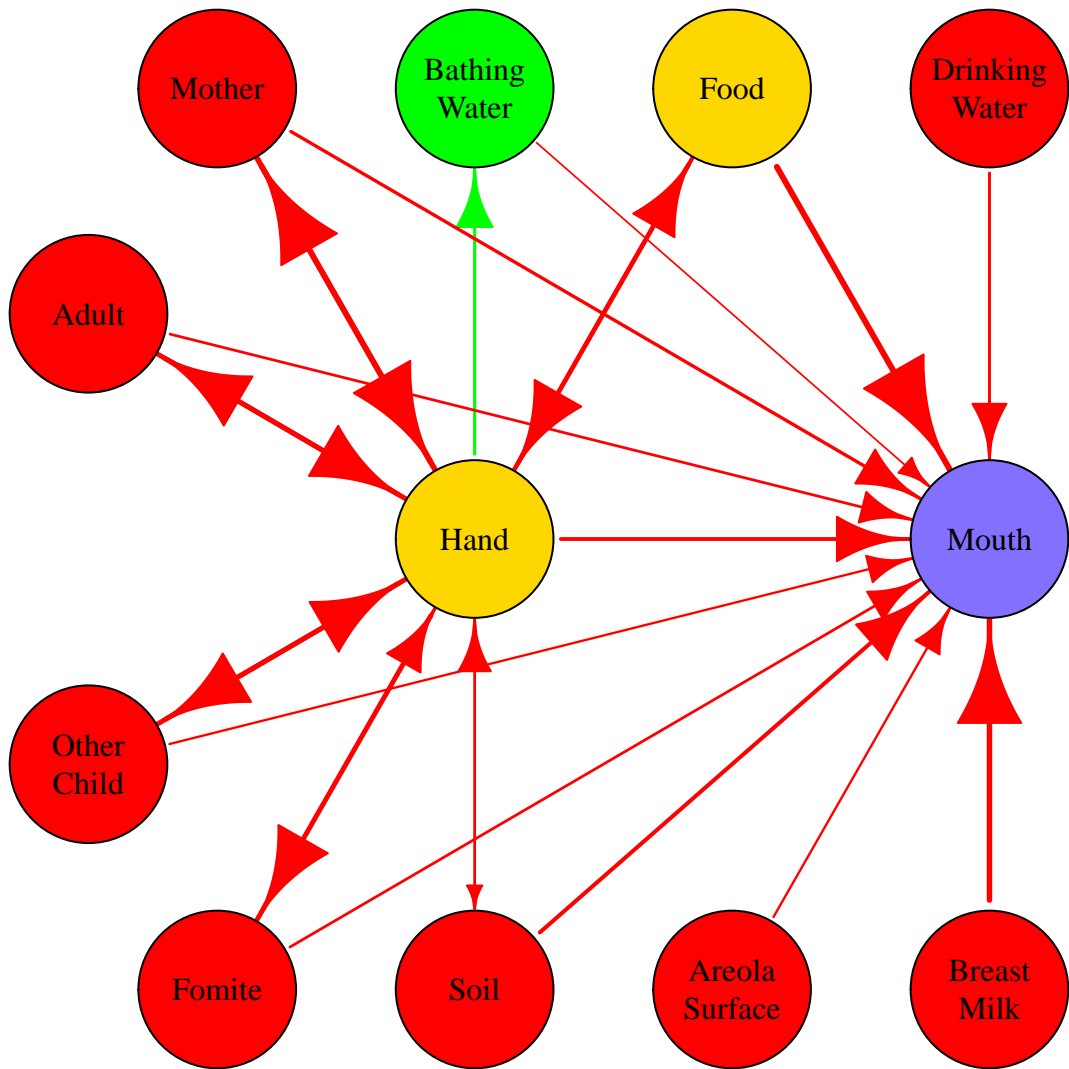 Mother
Bathing
Water
Food
Drinking
Water
Adult
Hand
Mouth
Other
Child
Fomite
Soil
Areola
Surface
Breast
Milk